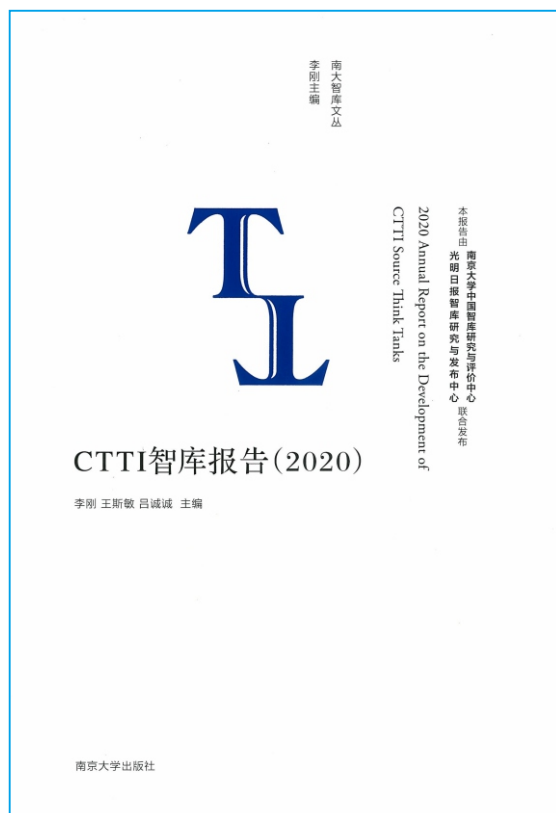 南大智库文丛
李刚主编
本报告由
南京大学中国智库研究与评价中心
光明日报智库研究与发布中心
联合发布
2020 Annual Report on the Development of
CTTI Source Think Tanks
TT
CTTI智库报告(2020)
李刚 王斯敏 吕诚诚 主编
南京大学出版社